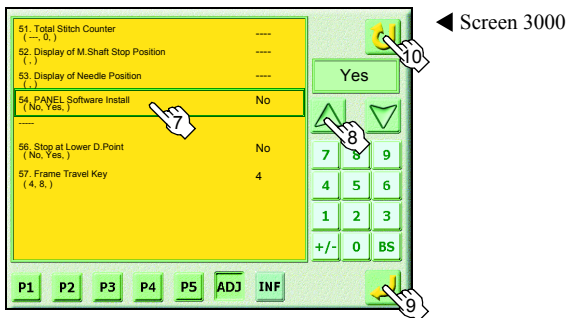 51. Total Stitch Counter ----
( ---, 0, )
52. Display of M.Shaft Stop Position ----
( , )
53. Display of Needle Position ----
( , )
54. PANEL Software Install No
( No, Yes, )
-----
56. Stop at Lower D.Point No
( No, Yes, )
57. Frame Travel Key 4
( 4, 8, )
Yes
7 8 9
4 5 6
1 2 3
+/- 0 BS
P1 P2 P3 P4 P5 ADJ INF
7
8
9
10
◀ Screen 3000